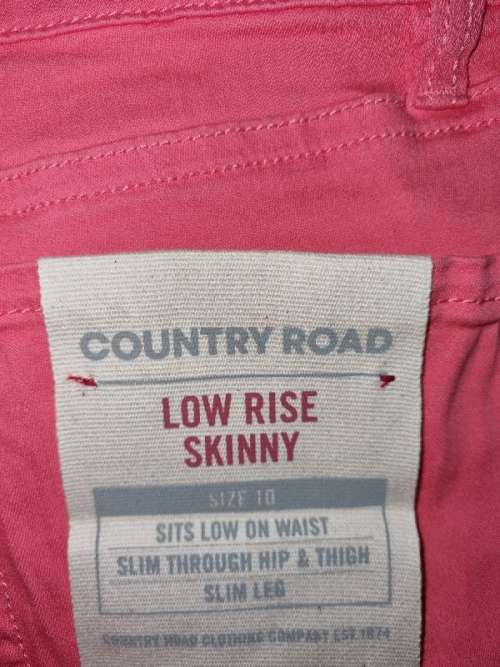 COUNTRY ROAD
LOW RISE
SKINNY
SIZE 10
SITS LOW ON WAIST
SLIM THROUGH HIP & THIGH
SLIM LEG
COUNTRY ROAD CLOTHING COMPANY EST 1974